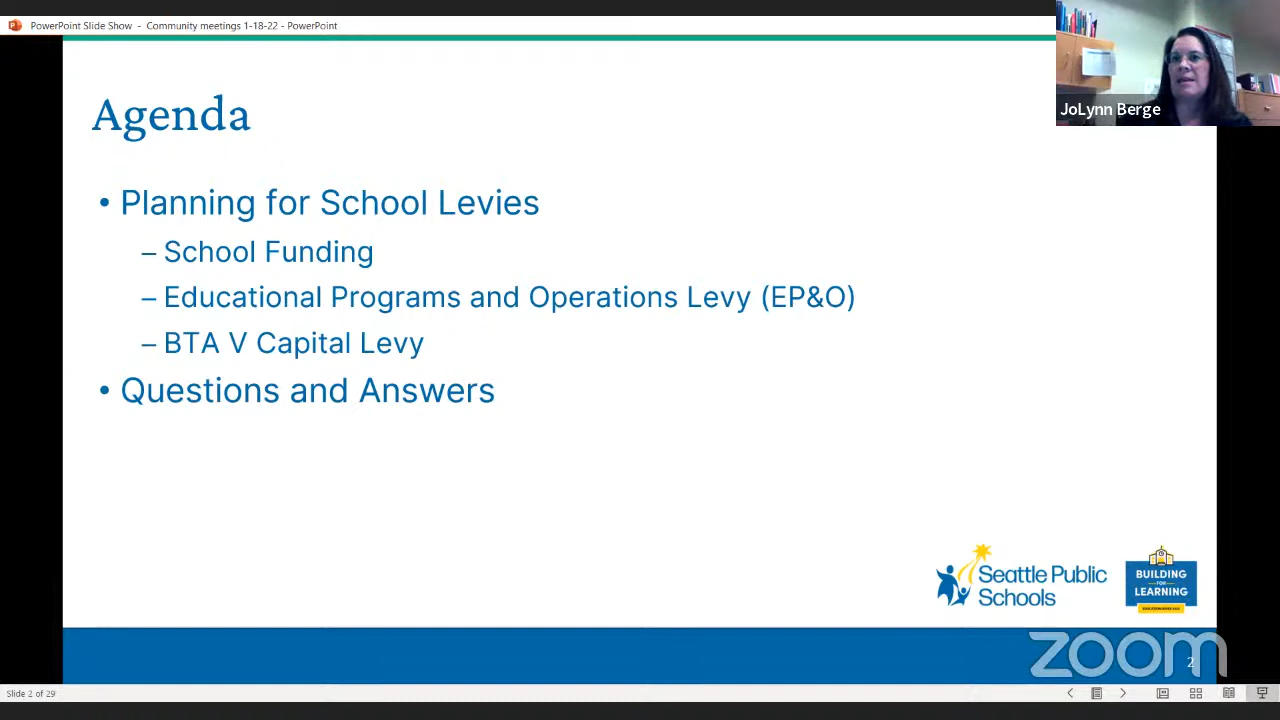 PowerPoint Slide Show - Community meetings 1-18-22 - PowerPoint
JoLynn Berge
Agenda
• Planning for School Levies
– School Funding
– Educational Programs and Operations Levy (EP&O)
– BTA V Capital Levy
• Questions and Answers
Seattle Public
Schools
BUILDING
FOR
LEARNING
zoom
2
Slide 2 of 29